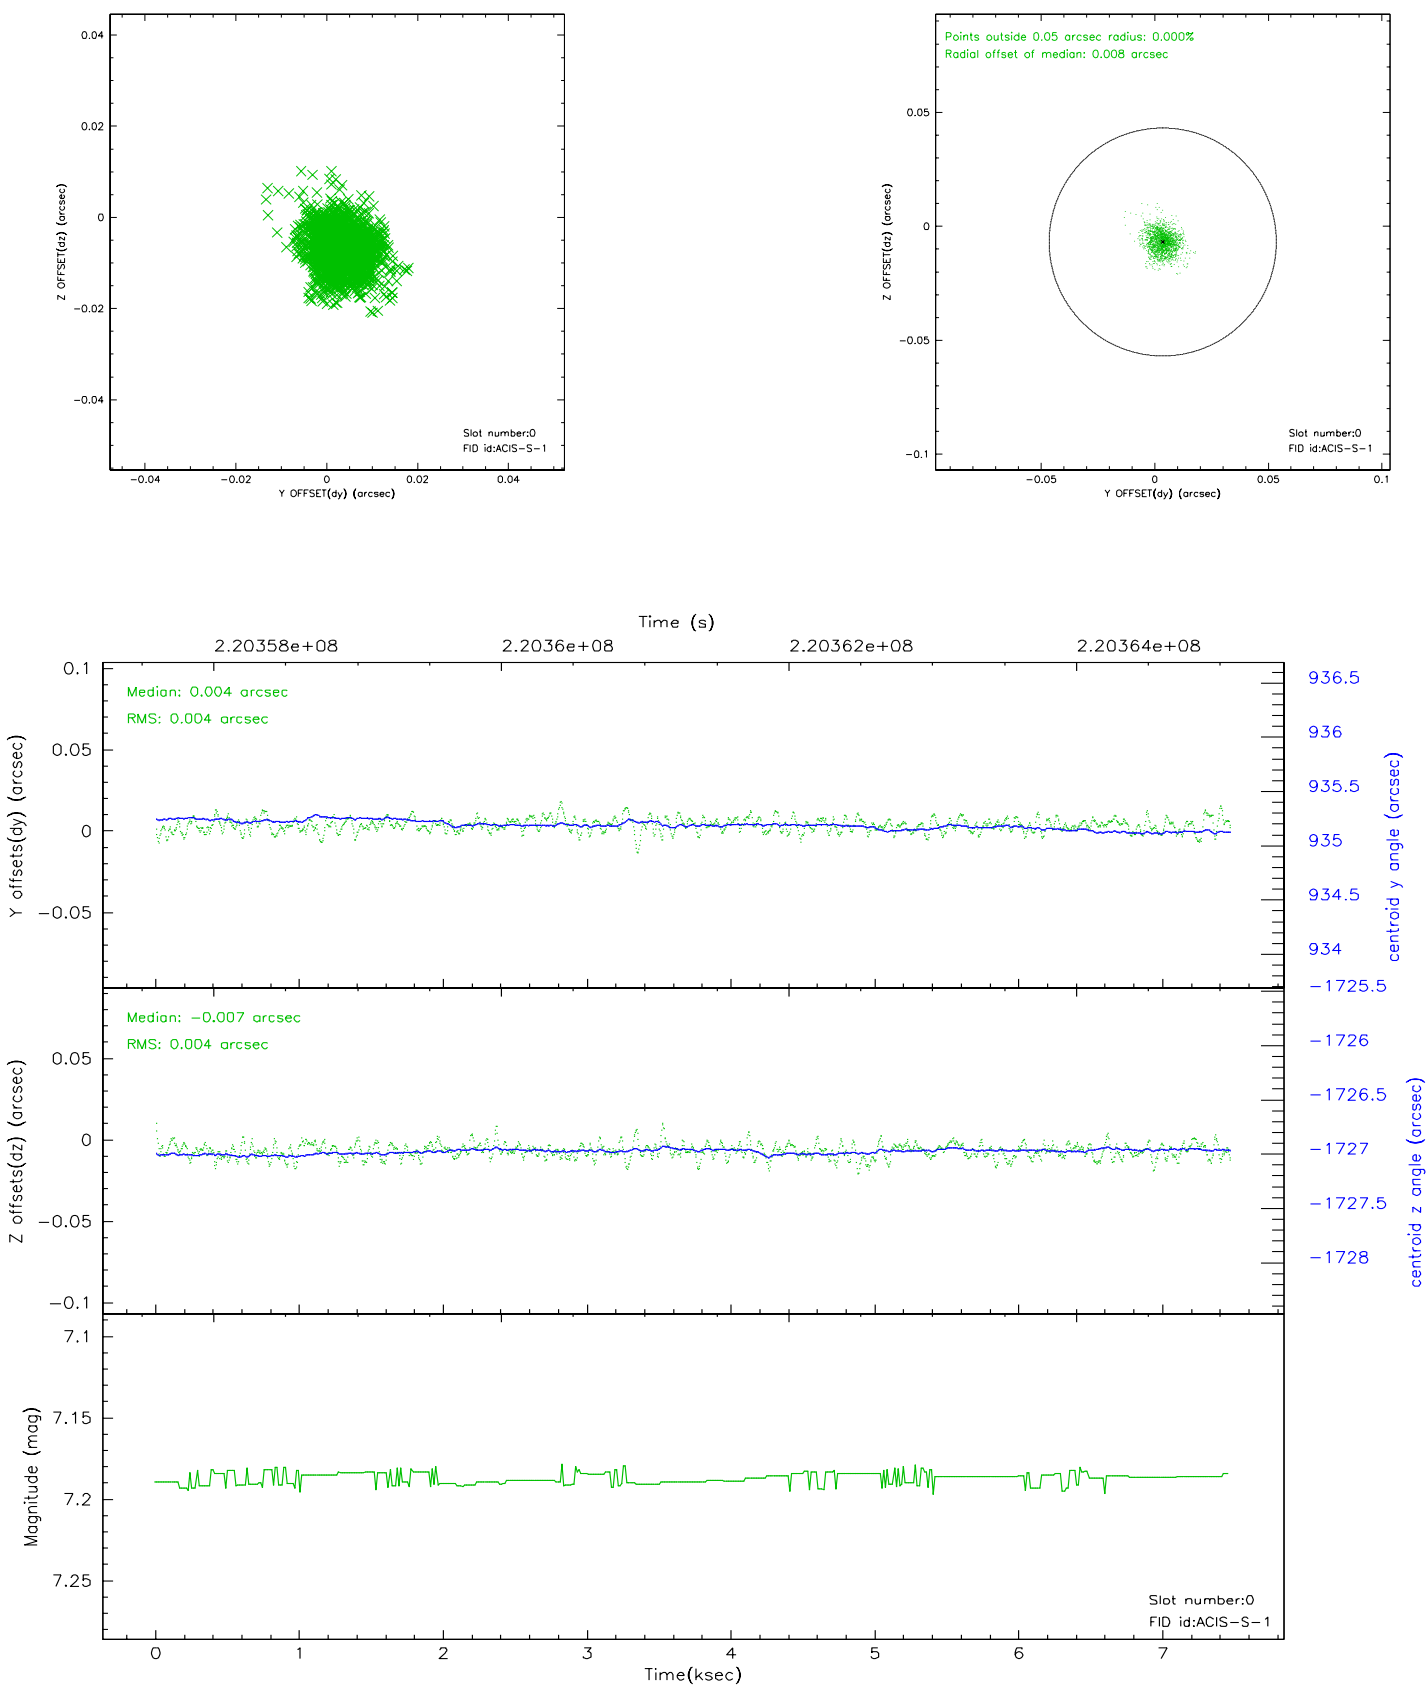 0.04
0.02
0
−0.02
−0.04
Z OFFSET(dz) (arcsec)
Slot number:0
FID id:ACIS−S−1
−0.04 −0.02 0 0.02 0.04
Y OFFSET(dy) (arcsec)
Points outside 0.05 arcsec radius: 0.000%
Radial offset of median: 0.008 arcsec
0.05
0
−0.05
−0.1
Z OFFSET(dz) (arcsec)
Slot number:0
FID id:ACIS−S−1
−0.05 0 0.05 0.1
Y OFFSET(dy) (arcsec)
Time (s)
2.20358e+08 2.2036e+08 2.20362e+08 2.20364e+08
Median: 0.004 arcsec
RMS: 0.004 arcsec
0.1
0.05
0
−0.05
Y offsets(dy) (arcsec)
936.5
936
935.5
935
934.5
934
centroid y angle (arcsec)
Median: −0.007 arcsec
RMS: 0.004 arcsec
0.05
0
−0.05
−0.1
Z offsets(dz) (arcsec)
−1725.5
−1726
−1726.5
−1727
−1727.5
−1728
centroid z angle (arcsec)
7.1
7.15
7.2
7.25
Magnitude (mag)
Slot number:0
FID id:ACIS−S−1
0 1 2 3 4 5 6 7
Time(ksec)